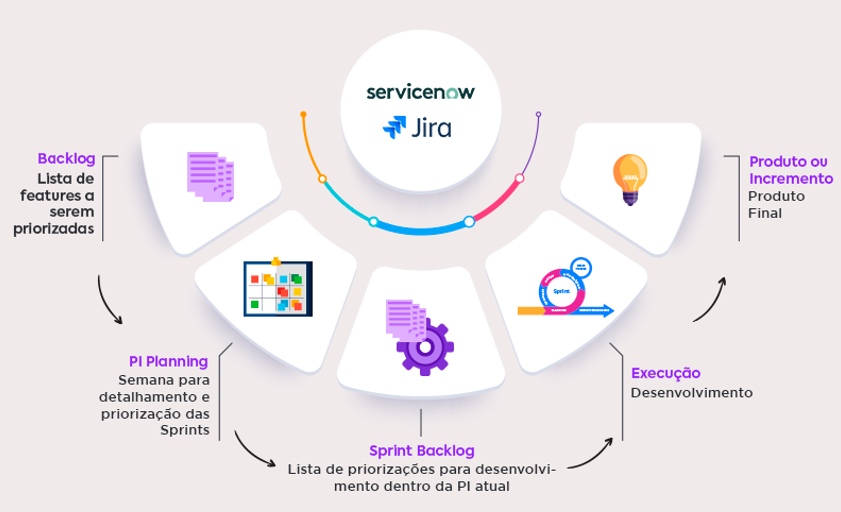 servicenow
Jira
Backlog
Lista de
features a
serem
priorizadas
PI Planning
Semana para
detalhamento e
priorização das
Sprints
Sprint Backlog
Lista de priorizações para desenvolvi-
mento dentro da PI atual
Sprint
Execução
Desenvolvimento
Produto ou
Incremento
Produto
Final